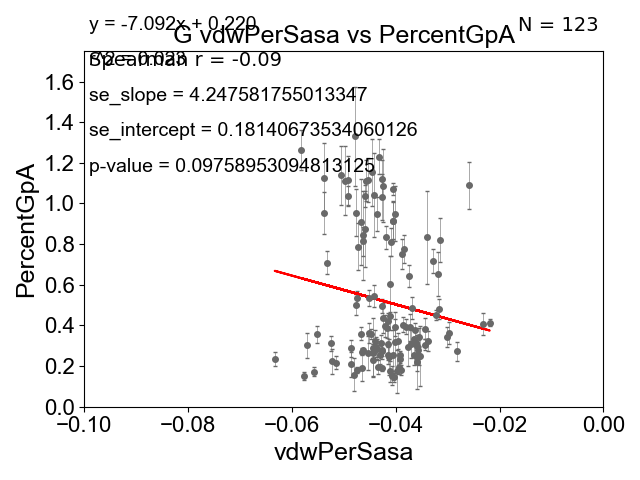 y = -7.092x + 0.220
N = 123
G vdwPerSasa vs PercentGpA
Spearman r = -0.09
se_slope = 4.247581755013347
se_intercept = 0.18140673534060126
p-value = 0.09758953094813125
PercentGpA
1.6
1.4
1.2
1.0
0.8
0.6
0.4
0.2
0.0
−0.10
−0.08
−0.06
−0.04
−0.02
0.00
vdwPerSasa